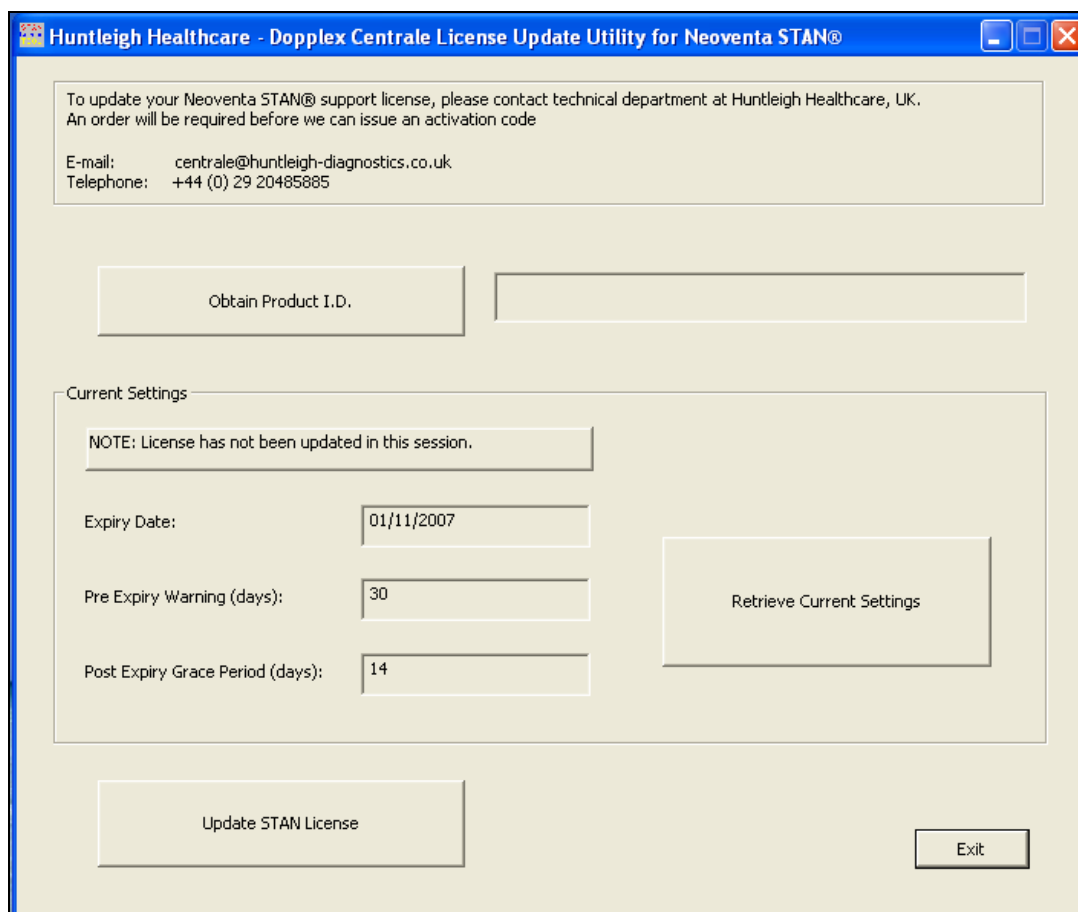 Huntleigh Healthcare - Dopplex Centrale License Update Utility for Neoventa STAN®
To update your Neoventa STAN® support license, please contact technical department at Huntleigh Healthcare, UK.
An order will be required before we can issue an activation code
E-mail: centrale@huntleigh-diagnostics.co.uk
Telephone: +44 (0) 29 20485885
Obtain Product I.D.
Current Settings
NOTE: License has not been updated in this session.
Expiry Date: 01/11/2007
Pre Expiry Warning (days): 30
Retrieve Current Settings
Post Expiry Grace Period (days): 14
Update STAN License
Exit